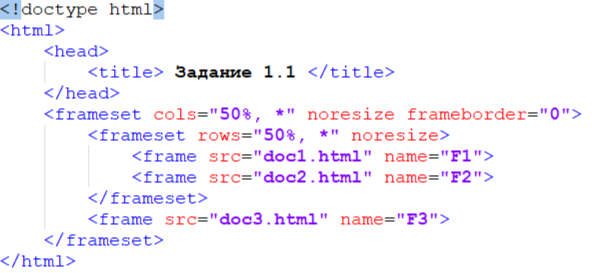 <!doctype html>
<html>
<head>
<title> Задание 1.1 </title>
</head>
<frameset cols="50%, *" noresize frameborder="0">
<frameset rows="50%, *" noresize>
<frame src="doc1.html" name="F1">
<frame src="doc2.html" name="F2">
</frameset>
<frame src="doc3.html" name="F3">
</frameset>
</html>